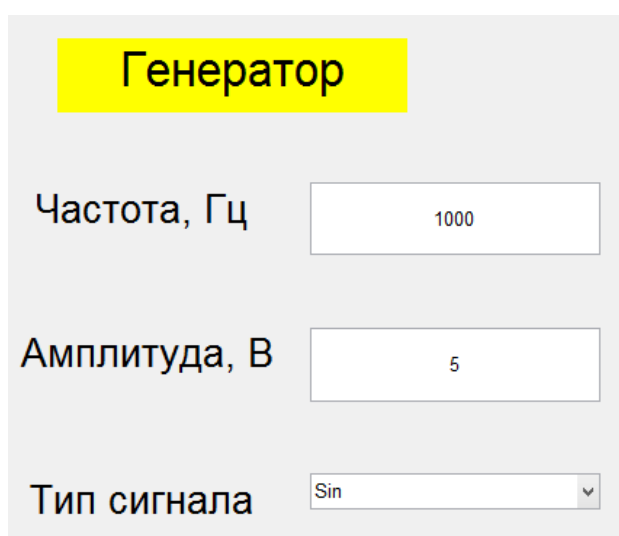 Генератор
Частота, Гц 1000
Амплитуда, В 5
Тип сигнала Sin